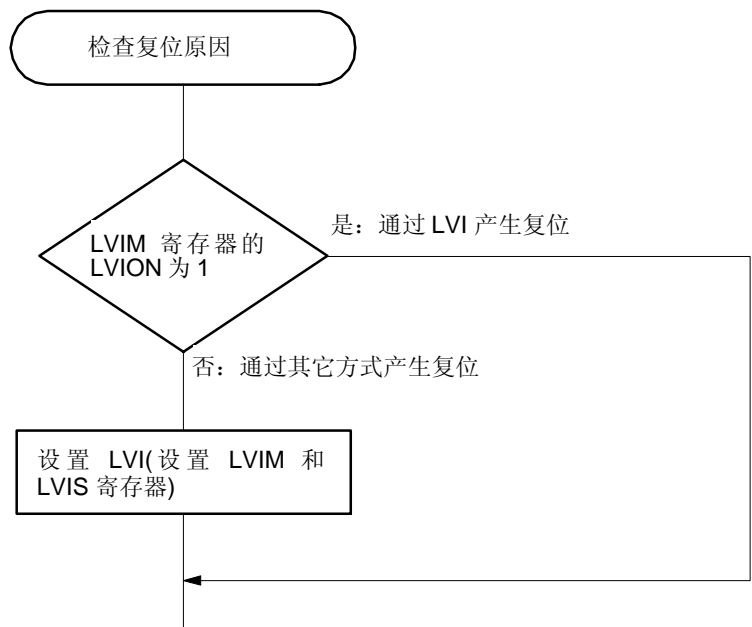 检查复位原因
是：通过 LVI 产生复位
LVIM 寄存器的
LVION 为 1
否：通过其它方式产生复位
设置 LVI(设置 LVIM 和
LVIS 寄存器)